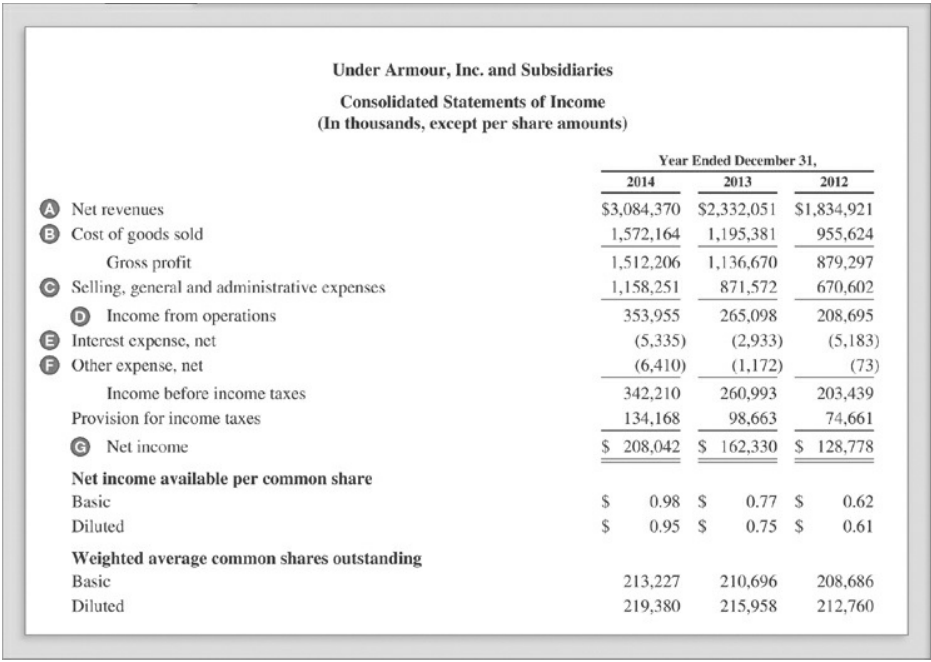 Under Armour, Inc. and Subsidiaries
Consolidated Statements of Income
(In thousands, except per share amounts)
Year Ended December 31,
2014 2013 2012
A Net revenues $3,084,370 $2,332,051 $1,834,921
B Cost of goods sold 1,572,164 1,195,381 955,624
Gross profit 1,512,206 1,136,670 879,297
C Selling, general and administrative expenses 1,158,251 871,572 670,602
D Income from operations 353,955 265,098 208,695
E Interest expense, net (5,335) (2,933) (5,183)
F Other expense, net (6,410) (1,172) (73)
Income before income taxes 342,210 260,993 203,439
Provision for income taxes 134,168 98,663 74,661
G Net income $ 208,042 $ 162,330 $ 128,778
Net income available per common share
Basic $ 0.98 $ 0.77 $ 0.62
Diluted $ 0.95 $ 0.75 $ 0.61
Weighted average common shares outstanding
Basic 213,227 210,696 208,686
Diluted 219,380 215,958 212,760